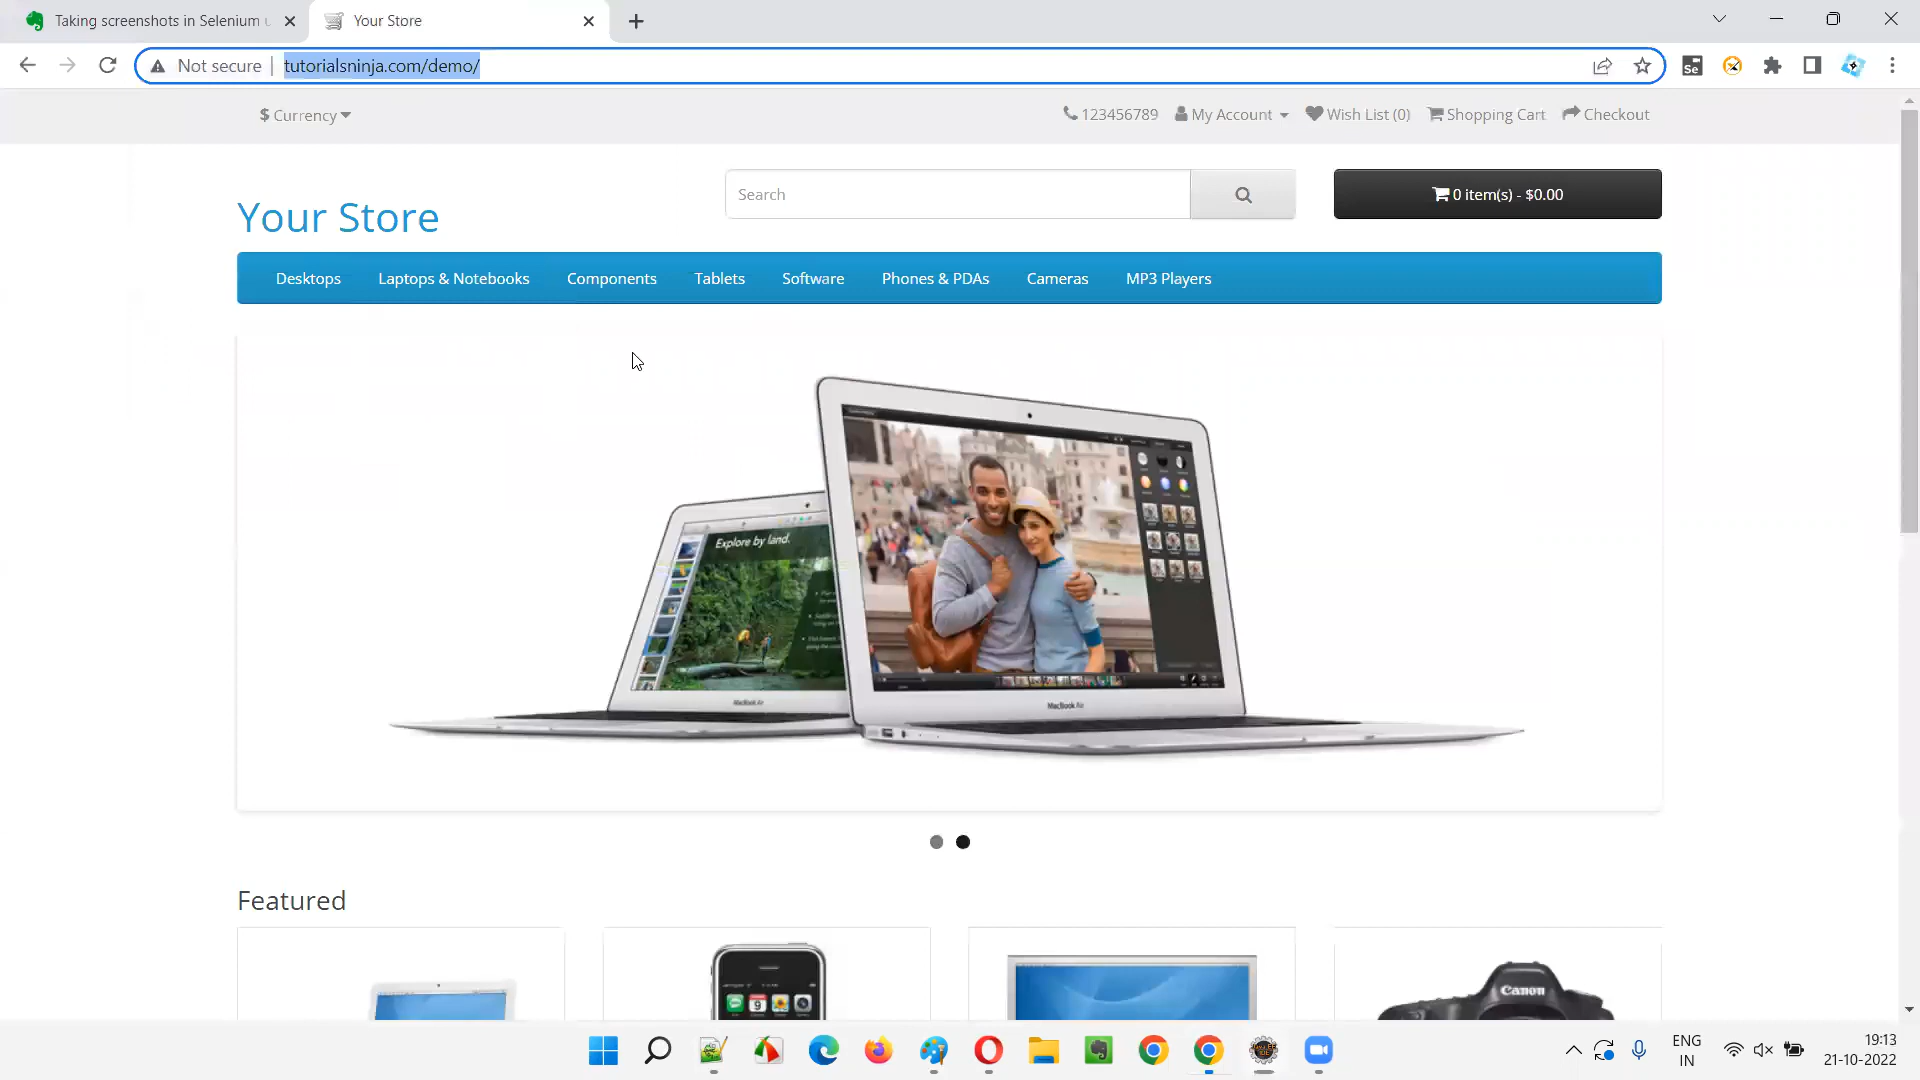 Taking screenshots in Selenium u
Your Store
Not secure | tutorialsninja.com/demo/
$ Currency
123456789 My Account Wish List (0) Shopping Cart Checkout
Your Store
Search
0 item(s) - $0.00
Desktops Laptops & Notebooks Components Tablets Software Phones & PDAs Cameras MP3 Players
Explore by land.
MacBook Air
MacBook Air
Featured
Canon
ENG
IN
19:13
21-10-2022